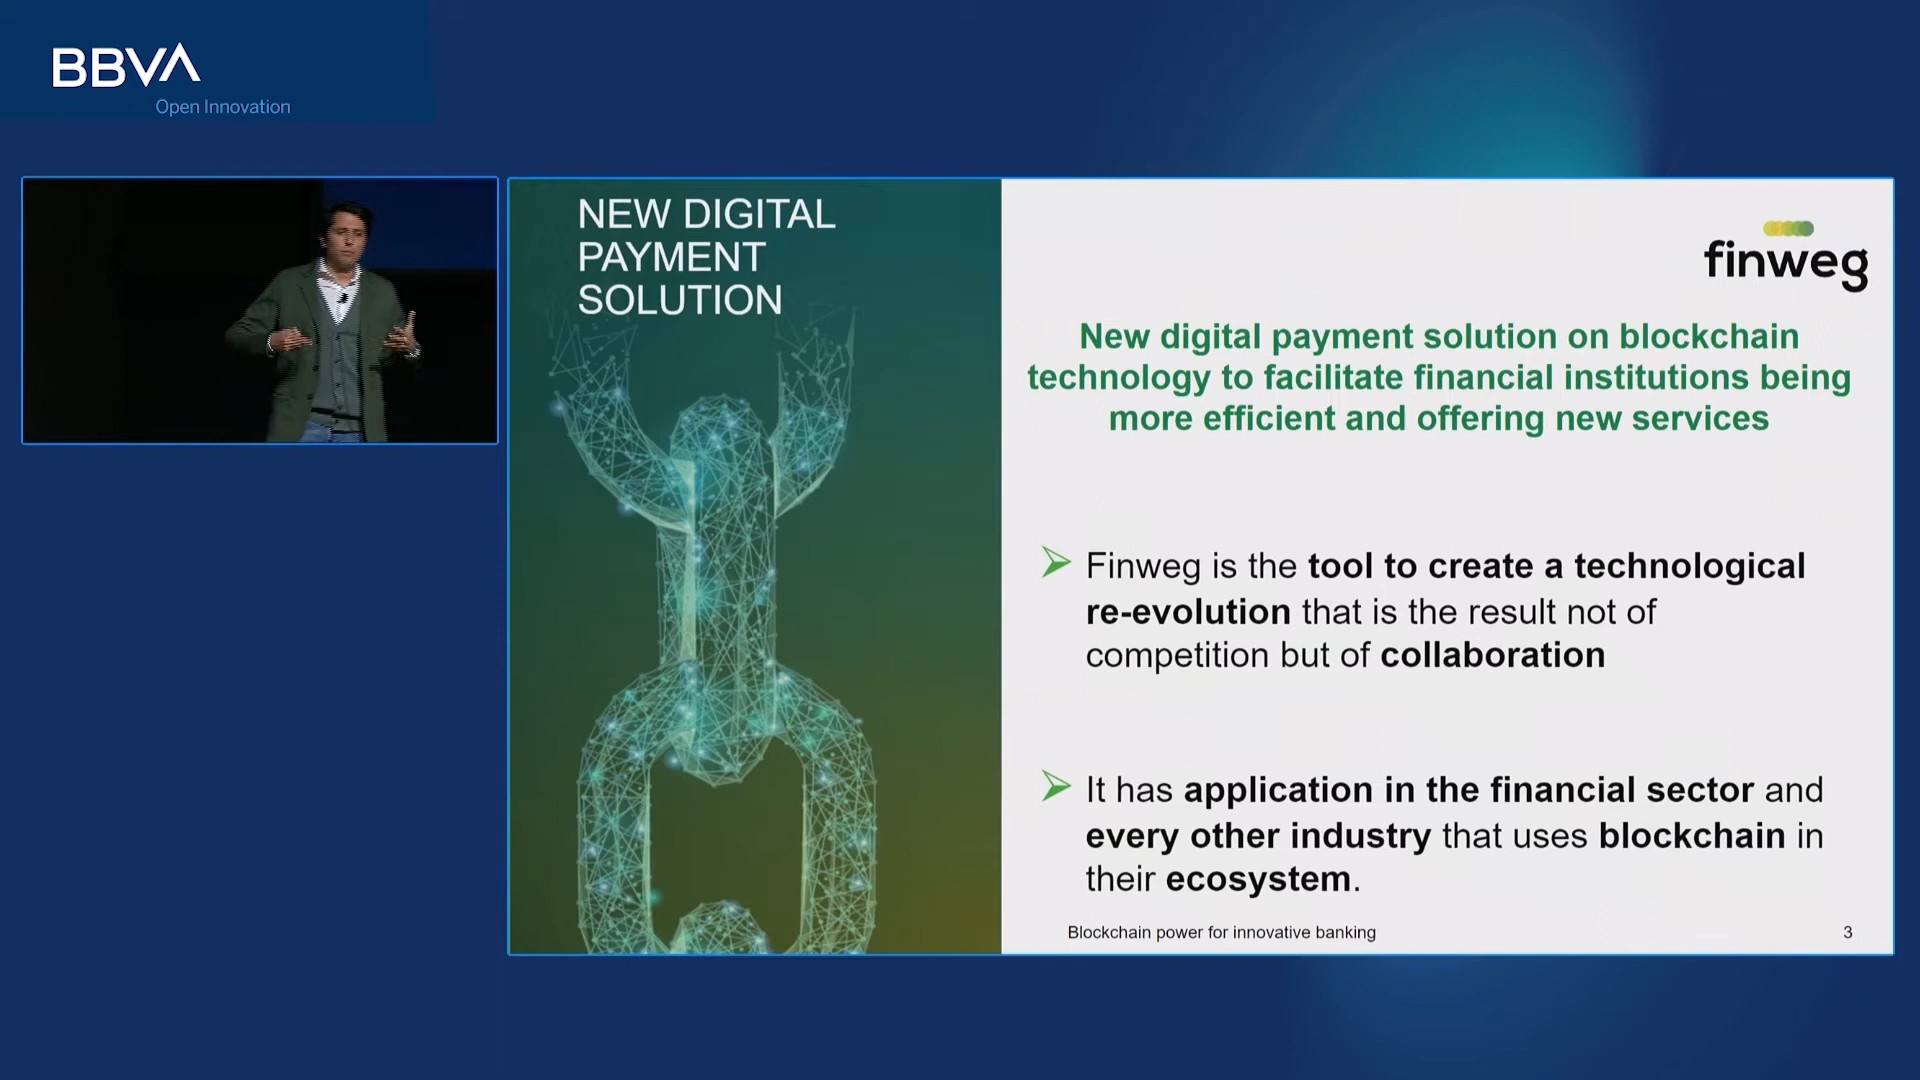 BBVA
Open Innovation
NEW DIGITAL
PAYMENT
SOLUTION
finweg
New digital payment solution on blockchain
technology to facilitate financial institutions being
more efficient and offering new services
Finweg is the tool to create a technological
re-evolution that is the result not of
competition but of collaboration
It has application in the financial sector and
every other industry that uses blockchain in
their ecosystem.
Blockchain power for innovative banking
3